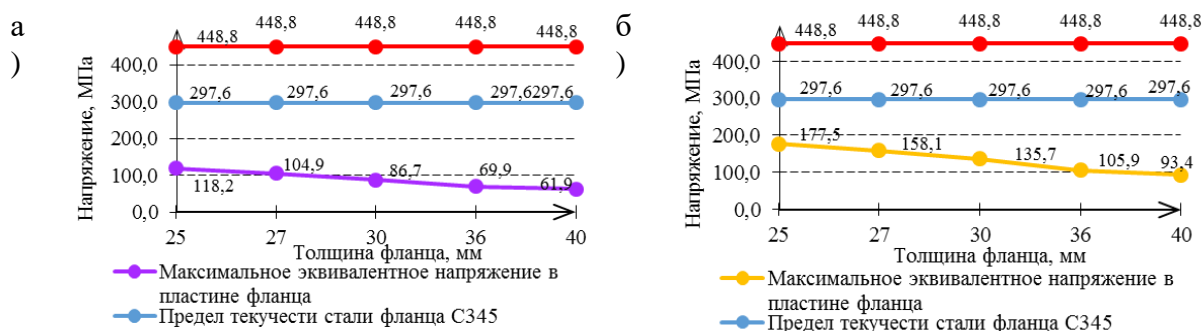 а
)
Напряжение, МПа
448,8 448,8 448,8 448,8 448,8
400,0
297,6 297,6 297,6 297,6 297,6
300,0
200,0
118,2 104,9 86,7 69,9 61,9
100,0
0,0
25 27 30 36 40
Толщина фланца, мм
Максимальное эквивалентное напряжение в
пластине фланца
Предел текучести стали фланца С345
б
)
Напряжение, МПа
448,8 448,8 448,8 448,8 448,8
400,0
297,6 297,6 297,6 297,6 297,6
300,0
200,0
177,5 158,1 135,7 105,9 93,4
100,0
0,0
25 27 30 36 40
Толщина фланца, мм
Максимальное эквивалентное напряжение в
пластине фланца
Предел текучести стали фланца С345